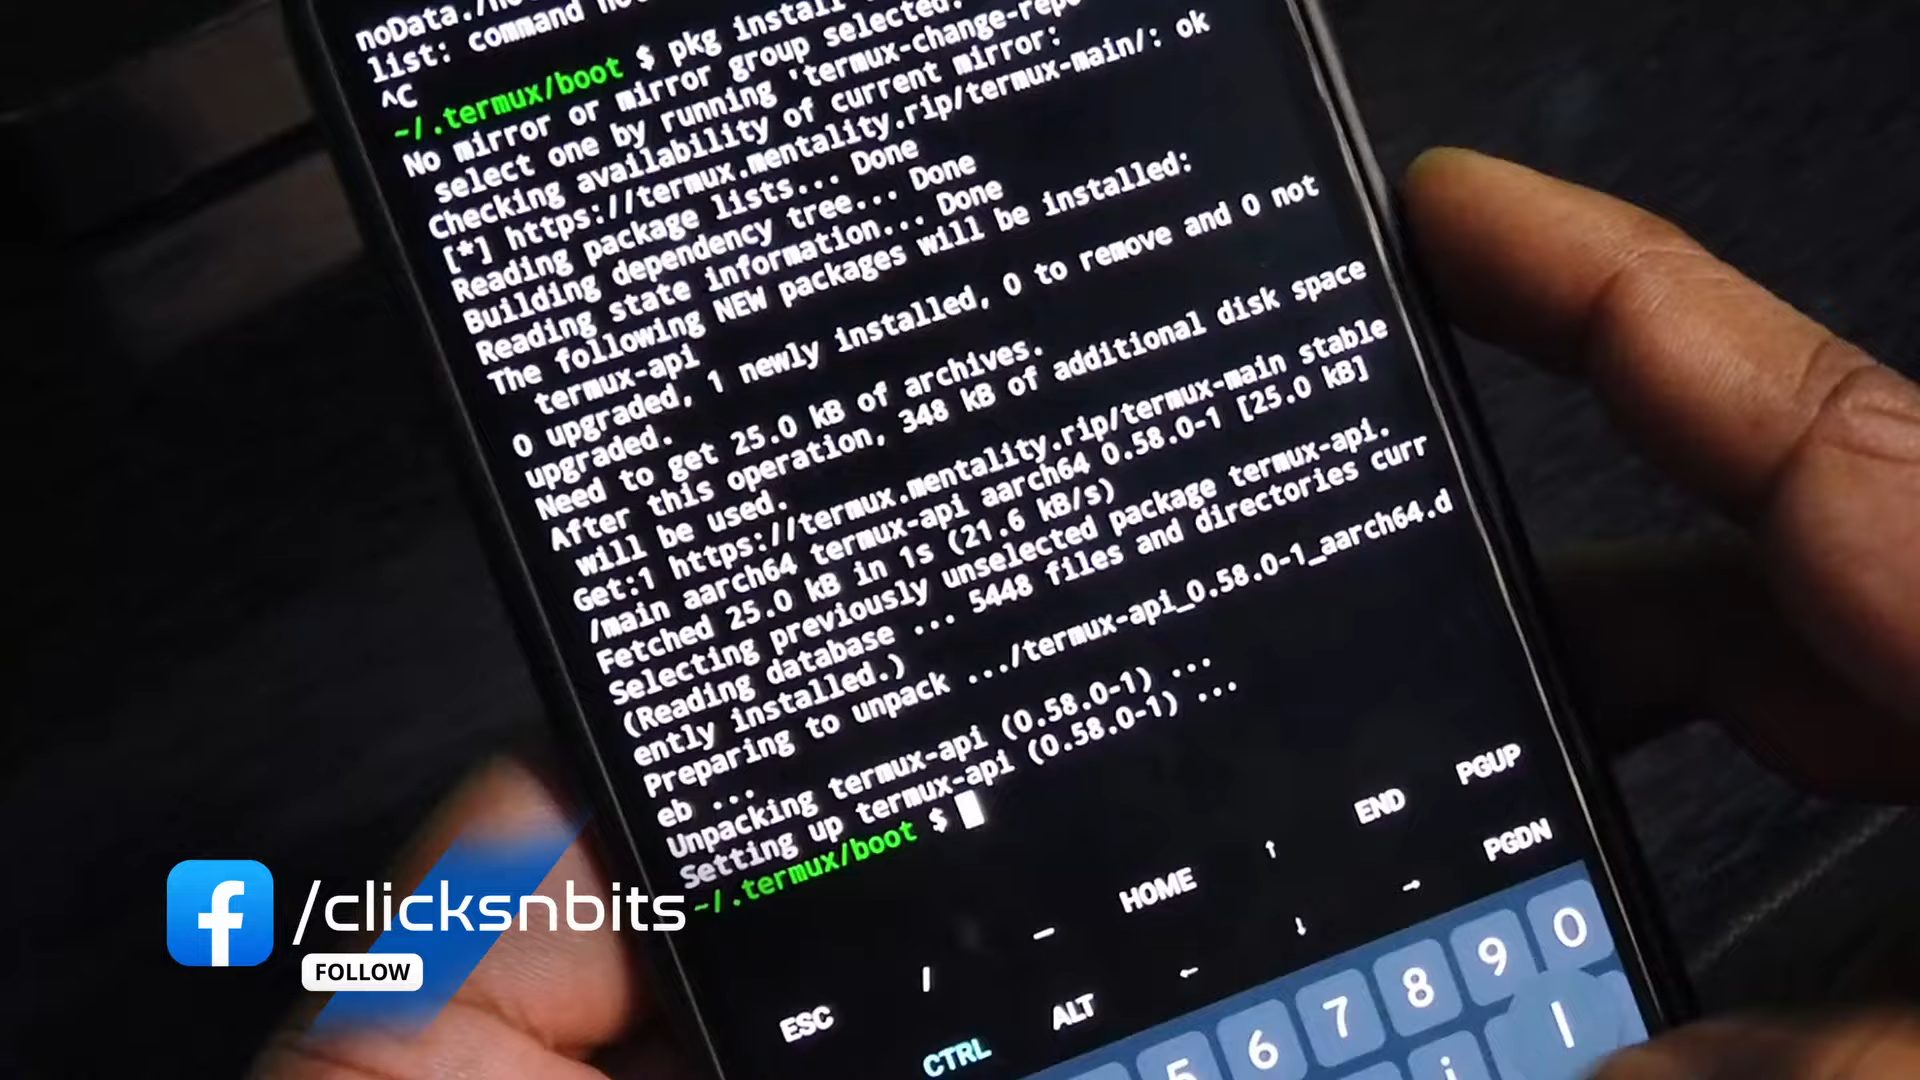 list: command
^C
~/.termux/boot $ pkg install
No mirror or mirror group selected.
select one by running 'termux-change-repo
Checking availability of current mirror:
[*] https://termux.mentality.rip/termux-main/: ok
Reading package lists... Done
Building dependency tree... Done
Reading state information... Done
The following NEW packages will be installed:
termux-api
0 upgraded, 1 newly installed, 0 to remove and 0 not
upgraded.
Need to get 25.0 kB of archives.
After this operation, 348 kB of additional disk space
will be used.
Get:1 https://termux.mentality.rip/termux-main stable
/main aarch64 termux-api aarch64 0.58.0-1 [25.0 kB]
Fetched 25.0 kB in 1s (21.6 kB/s)
Selecting previously unselected package termux-api.
(Reading database ... 5448 files and directories curr
ently installed.)
Preparing to unpack .../termux-api_0.58.0-1_aarch64.d
eb ...
Unpacking termux-api (0.58.0-1) ...
Setting up termux-api (0.58.0-1) ...
~/.termux/boot $
ESC / — HOME ↑ END PGUP
CTRL ALT ← ↓ → PGDN
5 6 7 8 9 0
i
f /clicksnbits
FOLLOW